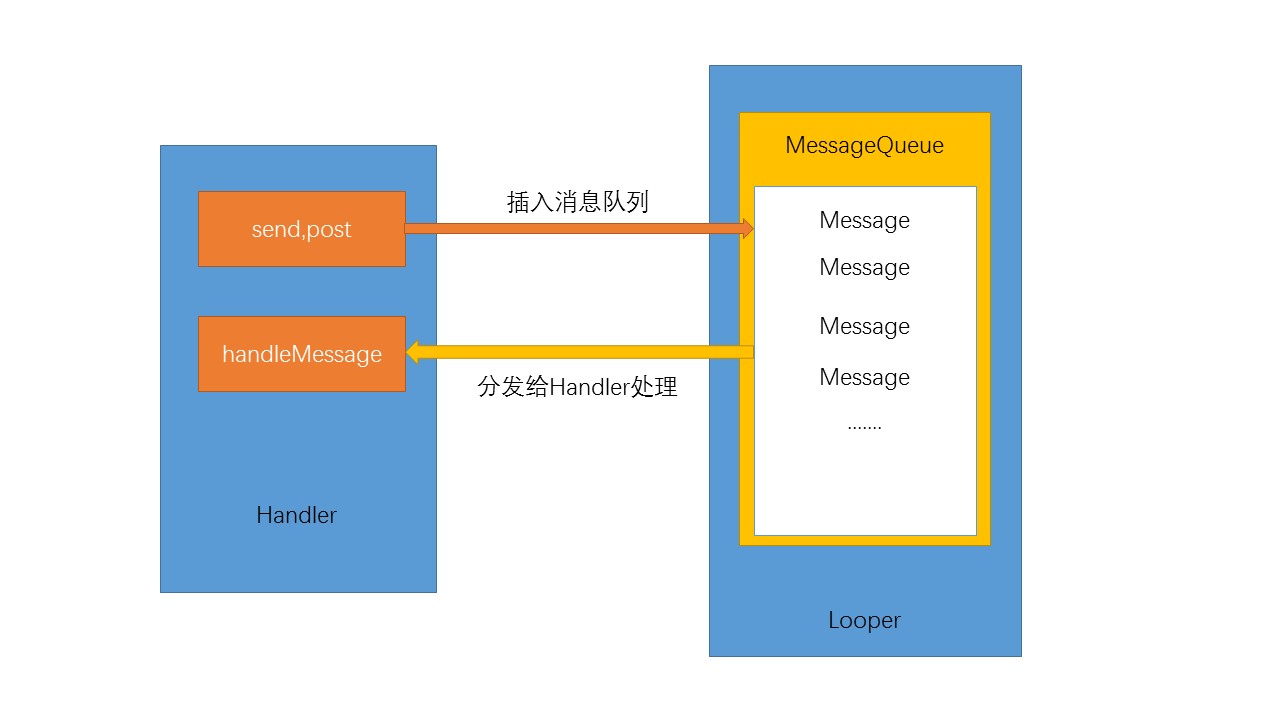 send,post
handleMessage
Handler
插入消息队列
分发给Handler处理
MessageQueue
Message
Message
Message
Message
.......
Looper